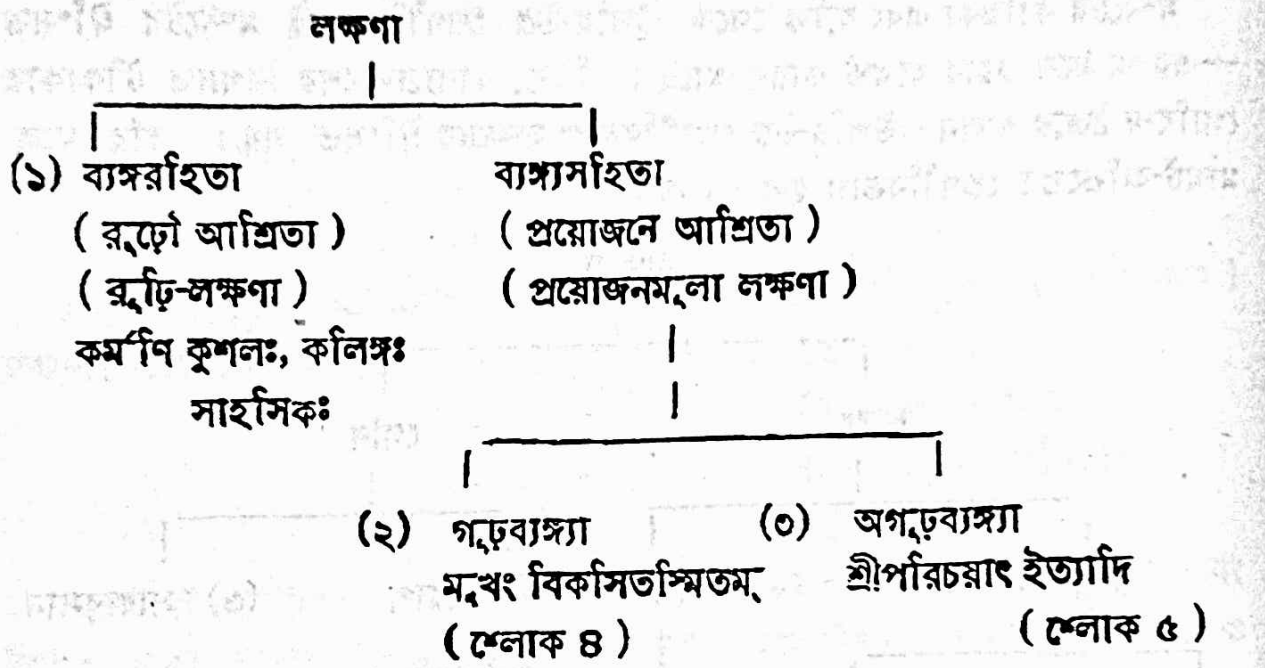 লক্ষণা
(১) ব্যঙ্গরহিতা ব্যঙ্গ্যসহিতা
( রূঢ়ৌ আশ্রিতা ) ( প্রয়োজনে আশ্রিতা )
( রূঢ়ি-লক্ষণা ) ( প্রয়োজনমূলা লক্ষণা )
কর্মণি কুশলঃ, কলিঙ্গঃ
সাহসিকঃ
(২) গূঢ়ব্যঙ্গ্যা (৩) অগূঢ়ব্যঙ্গ্যা
মুখং বিকসিতস্মিতম্ শ্রীপরিচয়াৎ ইত্যাদি
( শ্লোক ৪ ) ( শ্লোক ৫ )